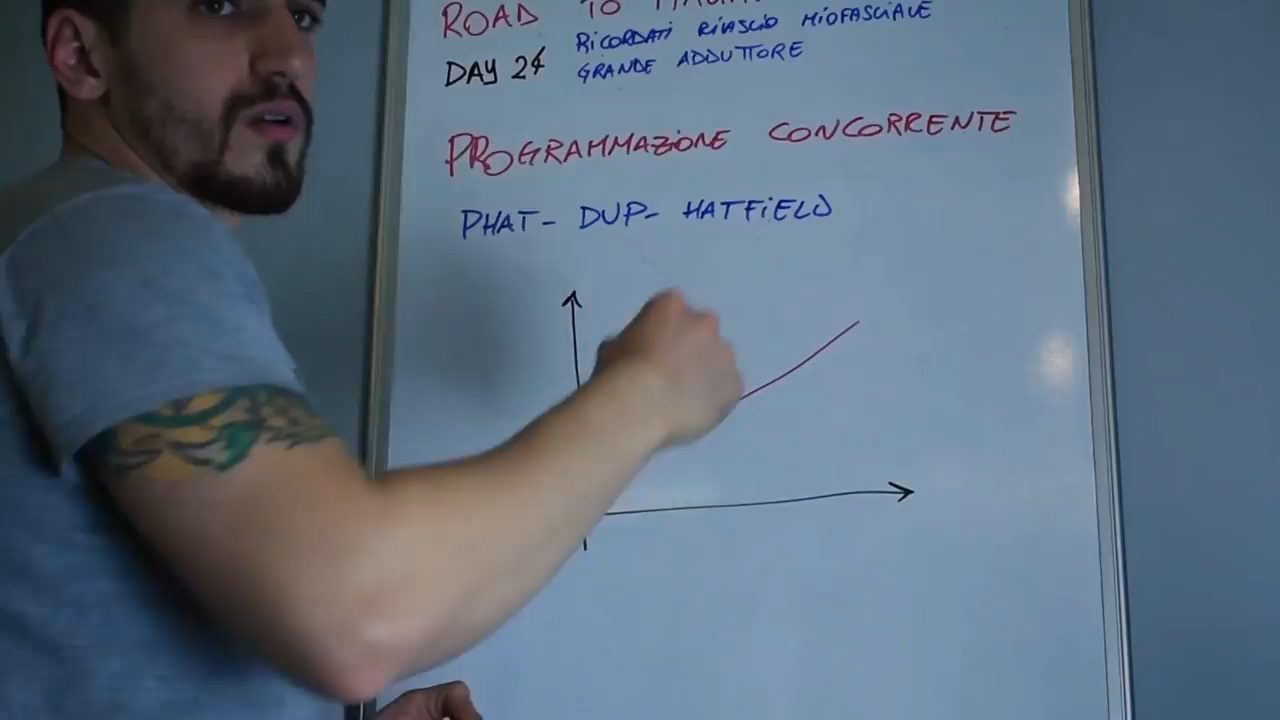 ROAD TO
RICORDATI RILASCIO MIOFASCIALE
DAY 24 GRANDE ADDUTTORE
PROGRAMMAZIONE CONCORRENTE
PHAT- DUP- HATFIELD